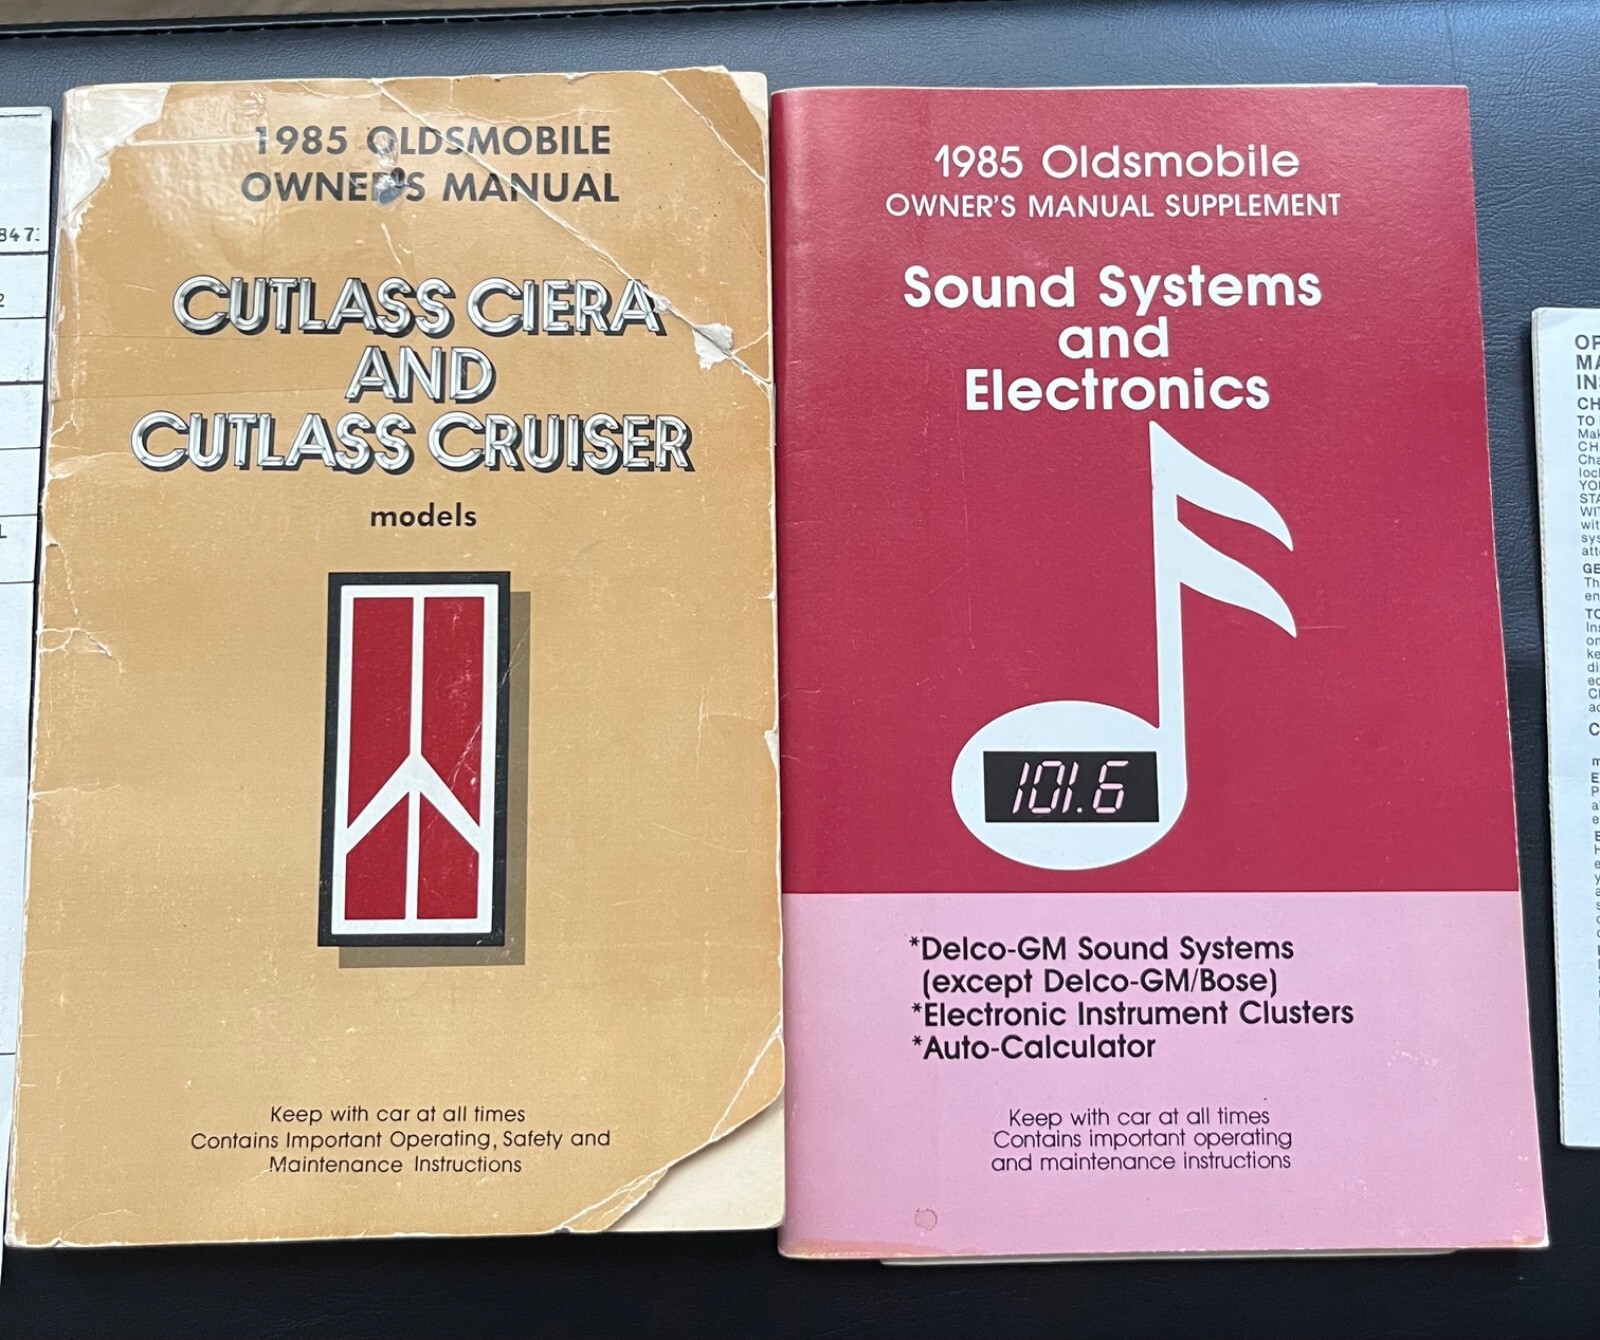 1985 OLDSMOBILE
OWNER'S MANUAL
CUTLASS CIERA
AND
CUTLASS CRUISER
models
Keep with car at all times
Contains Important Operating, Safety and
Maintenance Instructions
1985 Oldsmobile
OWNER'S MANUAL SUPPLEMENT
Sound Systems
and
Electronics
101.6
*Delco-GM Sound Systems
(except Delco-GM/Bose)
*Electronic Instrument Clusters
*Auto-Calculator
Keep with car at all times
Contains important operating
and maintenance instructions